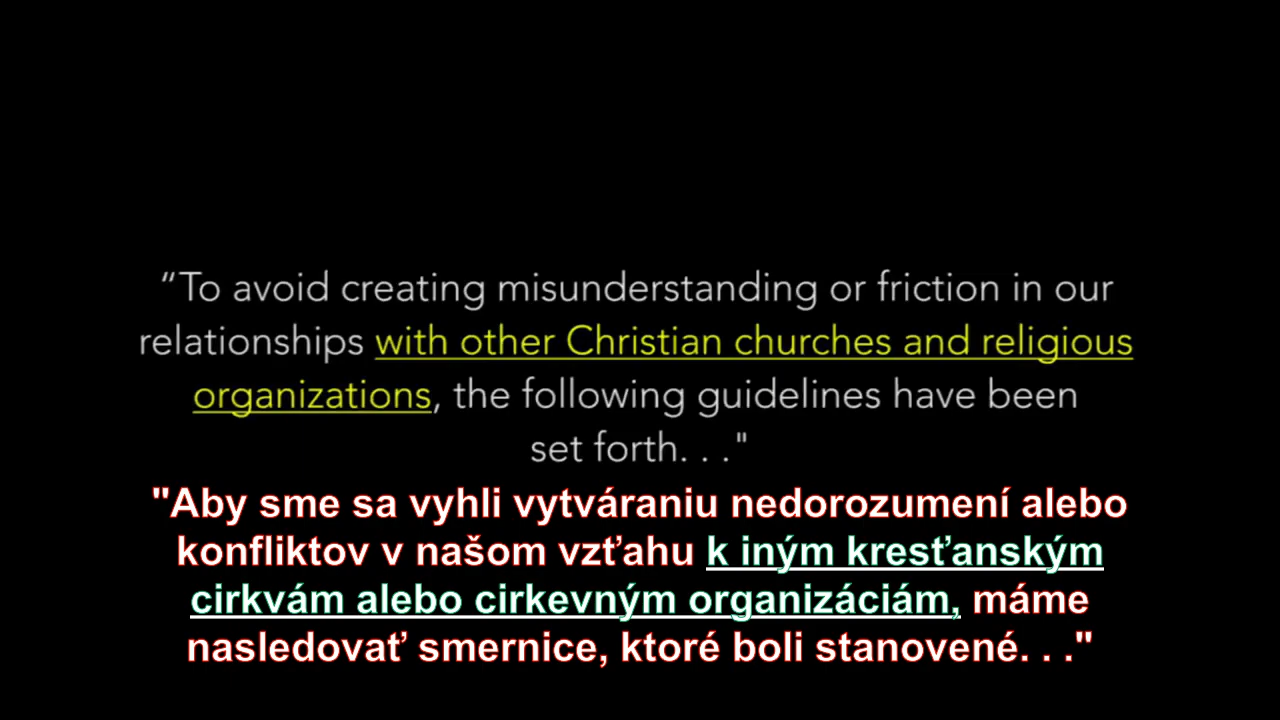 “To avoid creating misunderstanding or friction in our
relationships with other Christian churches and religious
organizations, the following guidelines have been
set forth. . ."
"Aby sme sa vyhli vytváraniu nedorozumení alebo
konfliktov v našom vzťahu k iným kresťanským
cirkvám alebo cirkevným organizáciám, máme
nasledovať smernice, ktoré boli stanovené. . ."